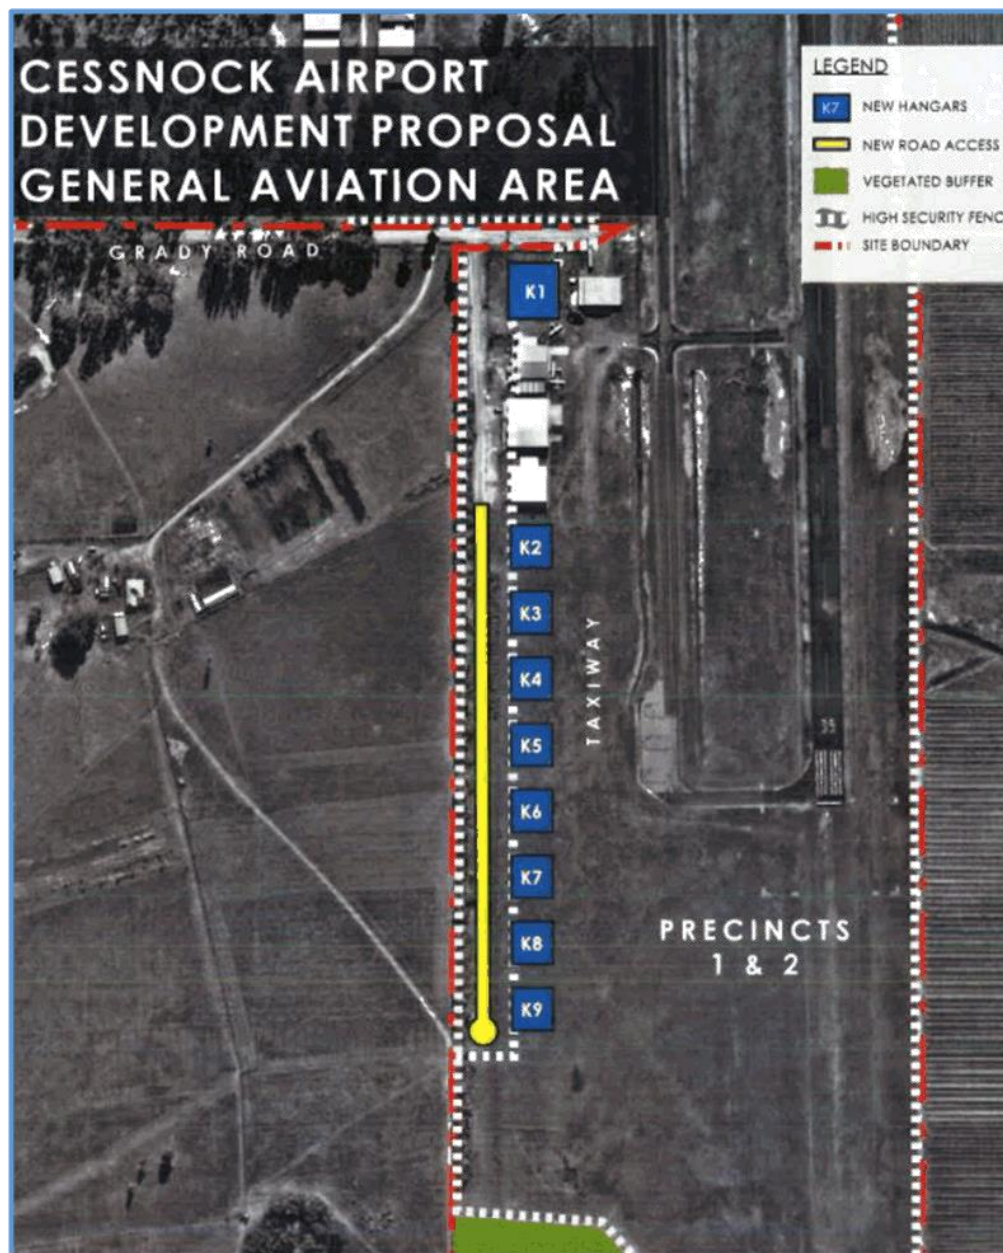 CESSNOCK AIRPORT
DEVELOPMENT PROPOSAL
GENERAL AVIATION AREA
LEGEND
K7 NEW HANGARS
NEW ROAD ACCESS
VEGETATED BUFFER
HIGH SECURITY FENC
SITE BOUNDARY
GRADY ROAD
K1
K2
K3
K4
K5
K6
K7
K8
K9
TAXIWAY
35
PRECINCTS
1 & 2